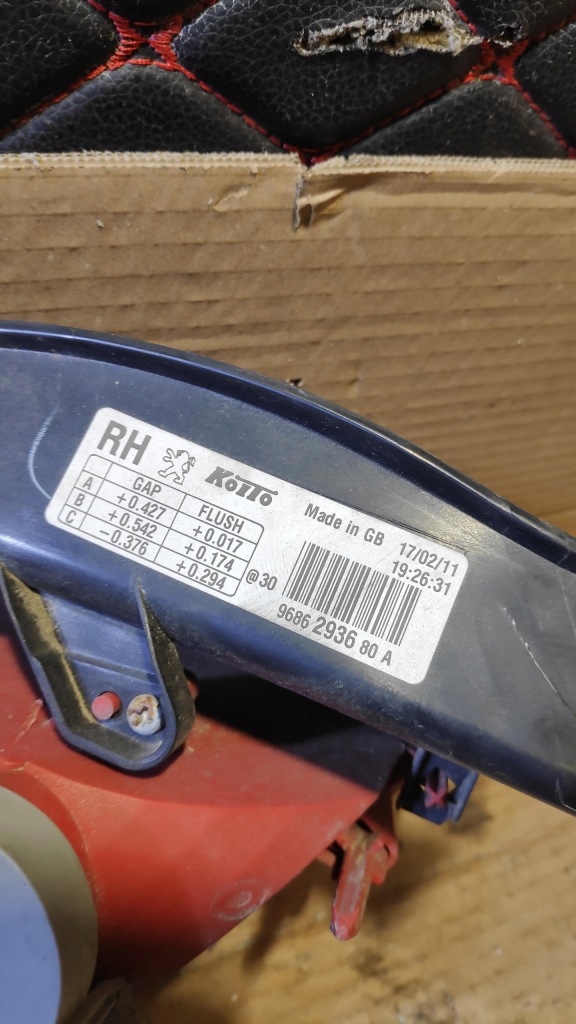 RH KOITO Made in GB 17/02/11
19:26:31
GAP FLUSH
A +0.427 +0.017
B +0.542 +0.174
C -0.376 +0.294
@30
9686 2936 80 A